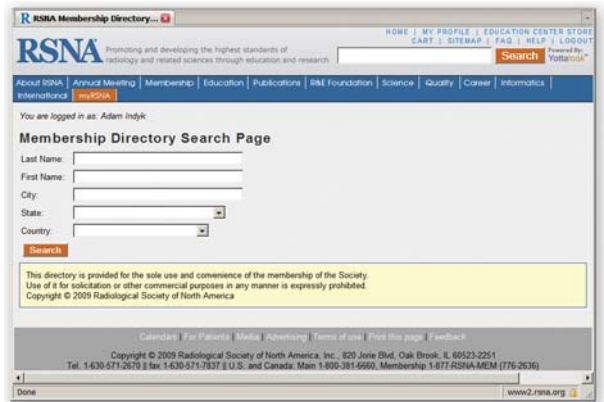 RSNA Membership Directory...
HOME | MY PROFILE | EDUCATION CENTER STORE
CART | SITEMAP | FAQ | HELP | LOGOUT
RSNA
Promoting and developing the highest standards of
radiology and related sciences through education and research
Search
Powered By:
Yottalook
About RSNA | Annual Meeting | Membership | Education | Publications | R&E Foundation | Science | Quality | Career | Informatics |
International | myRSNA
You are logged in as: Adam Indyk
Membership Directory Search Page
Last Name:
First Name:
City:
State:
Country:
Search
This directory is provided for the sole use and convenience of the membership of the Society.
Use of it for solicitation or other commercial purposes in any manner is expressly prohibited.
Copyright © 2009 Radiological Society of North America
Calendars | For Patients | Media | Advertising | Terms of use | Print this page | Feedback
Copyright © 2009 Radiological Society of North America, Inc., 820 Jorie Blvd, Oak Brook, IL 60523-2251
Tel. 1-630-571-2670 || fax 1-630-571-7837 || U.S. and Canada: Main 1-800-381-6660, Membership 1-877-RSNA-MEM (776-2636)
Done
www2.rsna.org